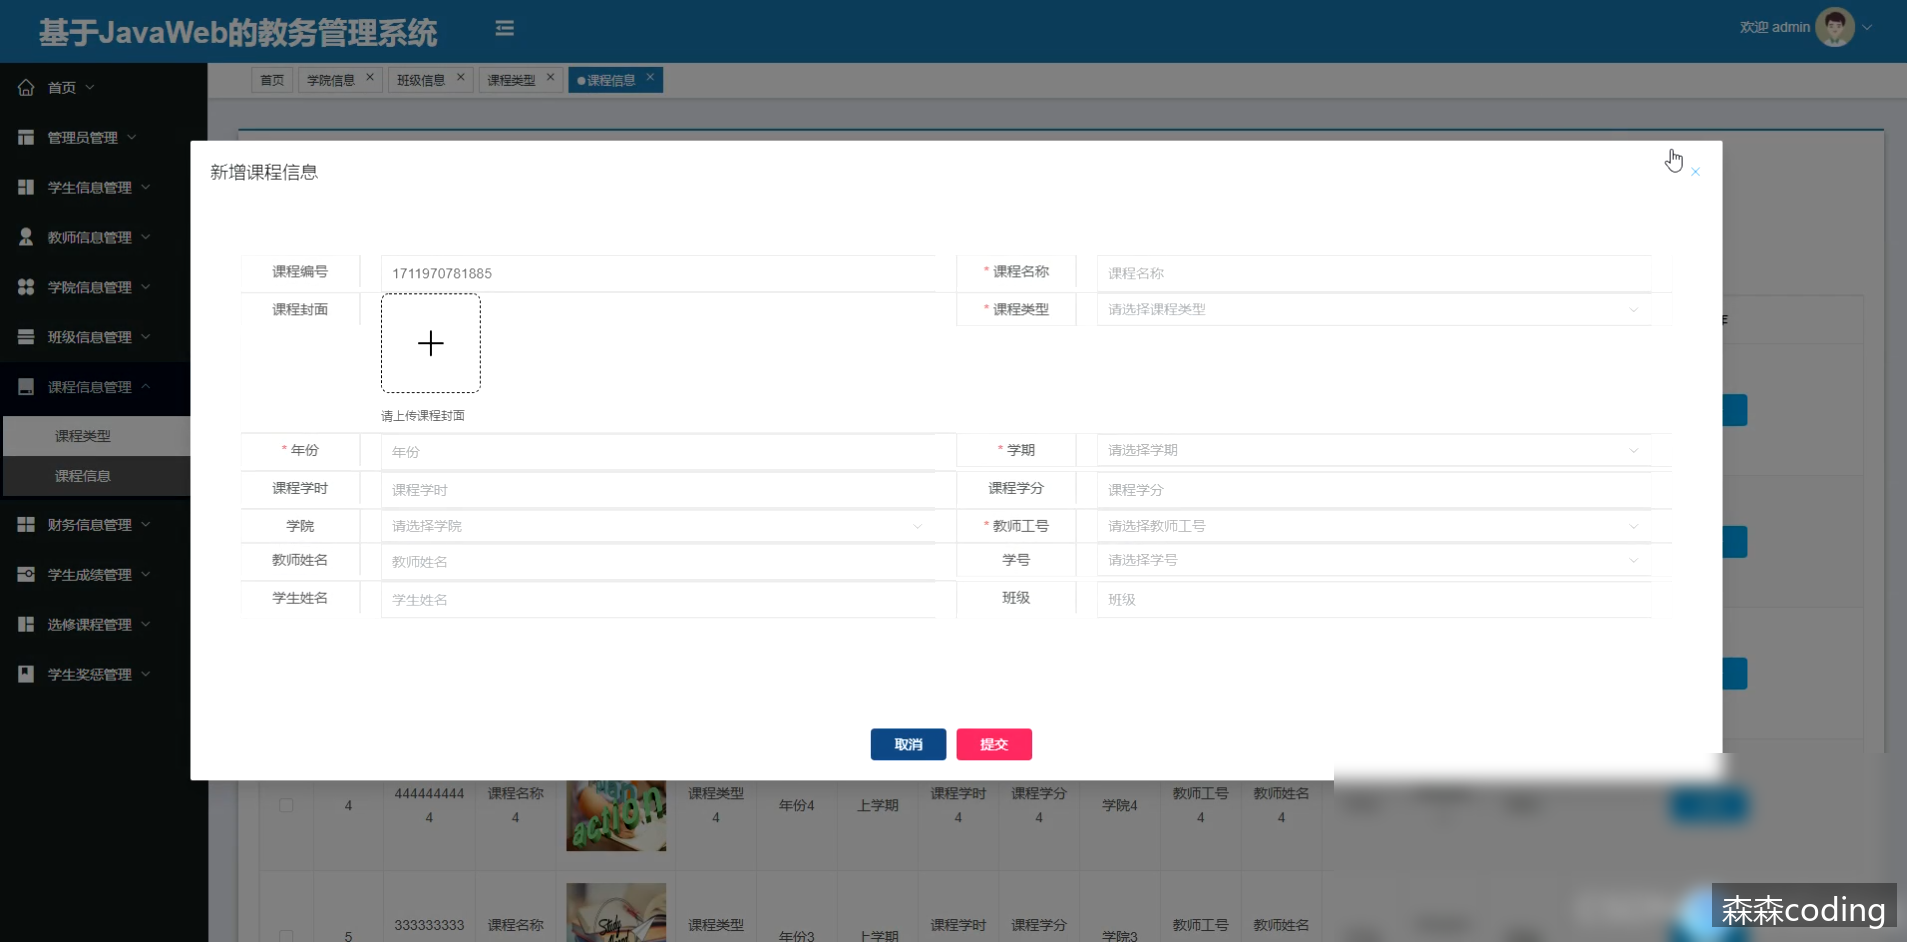 基于JavaWeb的教务管理系统
欢迎 admin
首页
管理员管理
学生信息管理
教师信息管理
学院信息管理
班级信息管理
课程信息管理
课程类型
课程信息
财务信息管理
学生成绩管理
选修课程管理
学生奖惩管理
首页 学院信息 班级信息 课程类型 课程信息
新增课程信息
课程编号 1711970781885 * 课程名称 课程名称
课程封面 * 课程类型 请选择课程类型
请上传课程封面
* 年份 年份 * 学期 请选择学期
课程学时 课程学时 课程学分 课程学分
学院 请选择学院 * 教师工号 请选择教师工号
教师姓名 教师姓名 学号 请选择学号
学生姓名 学生姓名 班级 班级
取消 提交
4 444444444 4 课程名称 4 action 课程类型 4 年份4 上学期 课程学时 4 课程学分 4 学院4 教师工号 4 教师姓名 4
5 333333333 课程名称 课程类型 年份3 上学期 课程学时 课程学分 学院3 教师工号 教师姓名
森森coding